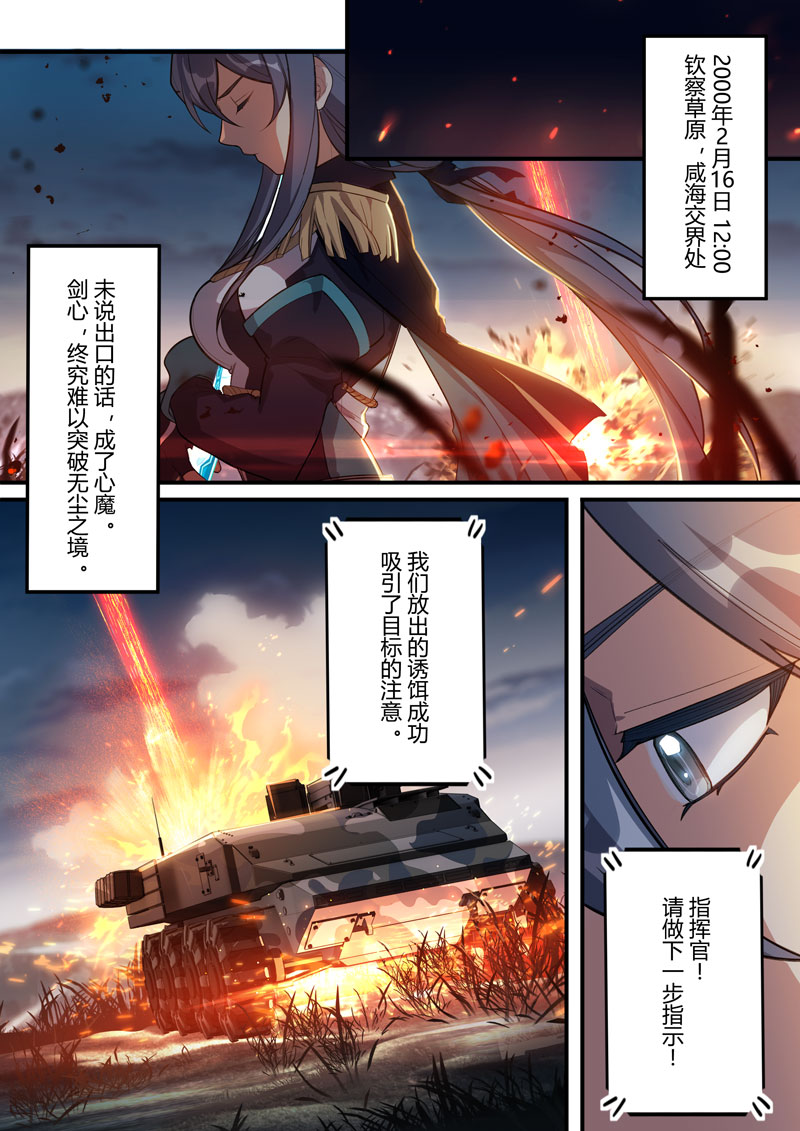 2000年2月16日 12:00
钦察草原，咸海交界处
未说出口的话，成了心魔。
剑心，终究难以突破无尘之境。
我们放出的诱饵成功
吸引了目标的注意。
指挥官！
请做下一步指示！